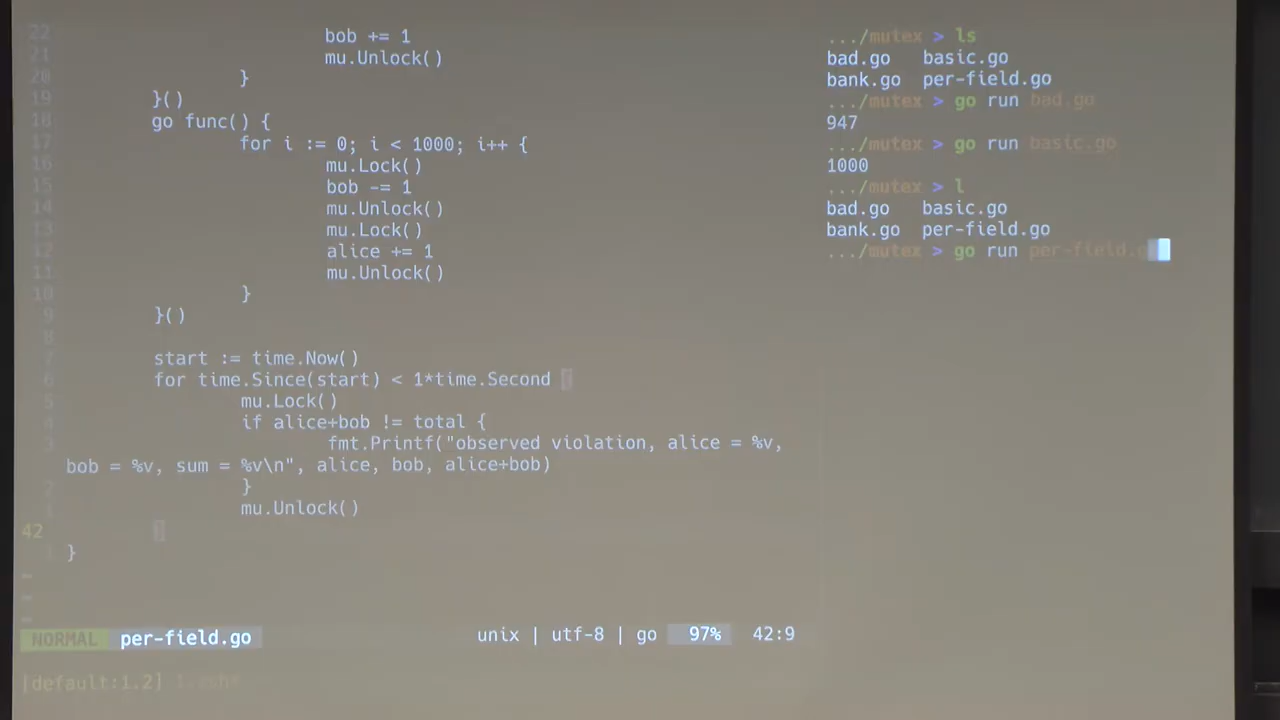 22 bob += 1
21 mu.Unlock()
20 }
19 }()
18 go func() {
17 for i := 0; i < 1000; i++ {
16 mu.Lock()
15 bob -= 1
14 mu.Unlock()
13 mu.Lock()
12 alice += 1
11 mu.Unlock()
10 }
9 }()
8
7 start := time.Now()
6 for time.Since(start) < 1*time.Second {
5 mu.Lock()
4 if alice+bob != total {
3 fmt.Printf("observed violation, alice = %v,
bob = %v, sum = %v\n", alice, bob, alice+bob)
2 }
1 mu.Unlock()
42 }
1 }
~
~
~
NORMAL per-field.go unix | utf-8 | go 97% 42:9
[default:1.2]
.../mutex > ls
bad.go basic.go
bank.go per-field.go
.../mutex > go run bad.go
947
.../mutex > go run basic.go
1000
.../mutex > l
bad.go basic.go
bank.go per-field.go
.../mutex > go run per-field.g